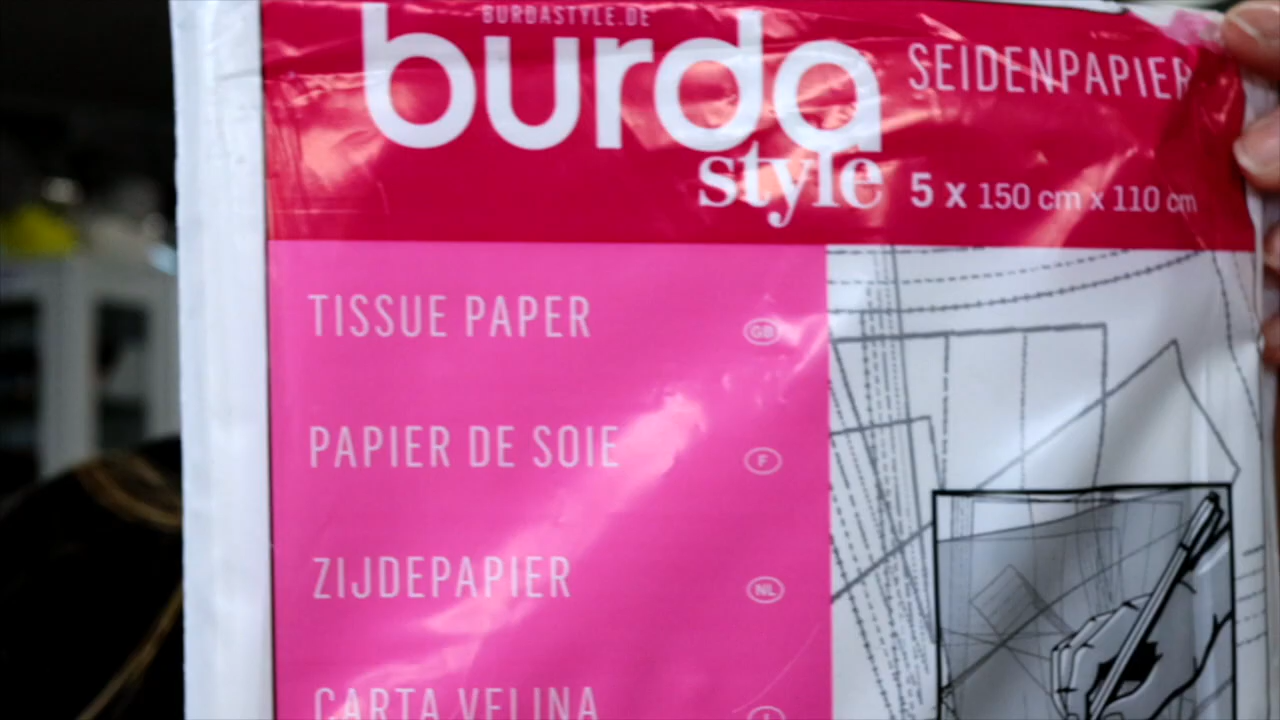 BURDASTYLE.DE
burda
style
SEIDENPAPIER
5 x 150 cm x 110 cm
TISSUE PAPER GB
PAPIER DE SOIE F
ZIJDEPAPIER NL
CARTA VELINA I